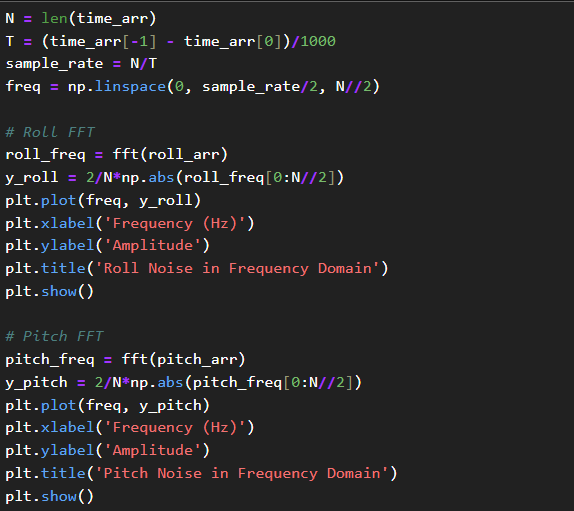 N = len(time_arr)
T = (time_arr[-1] - time_arr[0])/1000
sample_rate = N/T
freq = np.linspace(0, sample_rate/2, N//2)
# Roll FFT
roll_freq = fft(roll_arr)
y_roll = 2/N*np.abs(roll_freq[0:N//2])
plt.plot(freq, y_roll)
plt.xlabel('Frequency (Hz)')
plt.ylabel('Amplitude')
plt.title('Roll Noise in Frequency Domain')
plt.show()
# Pitch FFT
pitch_freq = fft(pitch_arr)
y_pitch = 2/N*np.abs(pitch_freq[0:N//2])
plt.plot(freq, y_pitch)
plt.xlabel('Frequency (Hz)')
plt.ylabel('Amplitude')
plt.title('Pitch Noise in Frequency Domain')
plt.show()